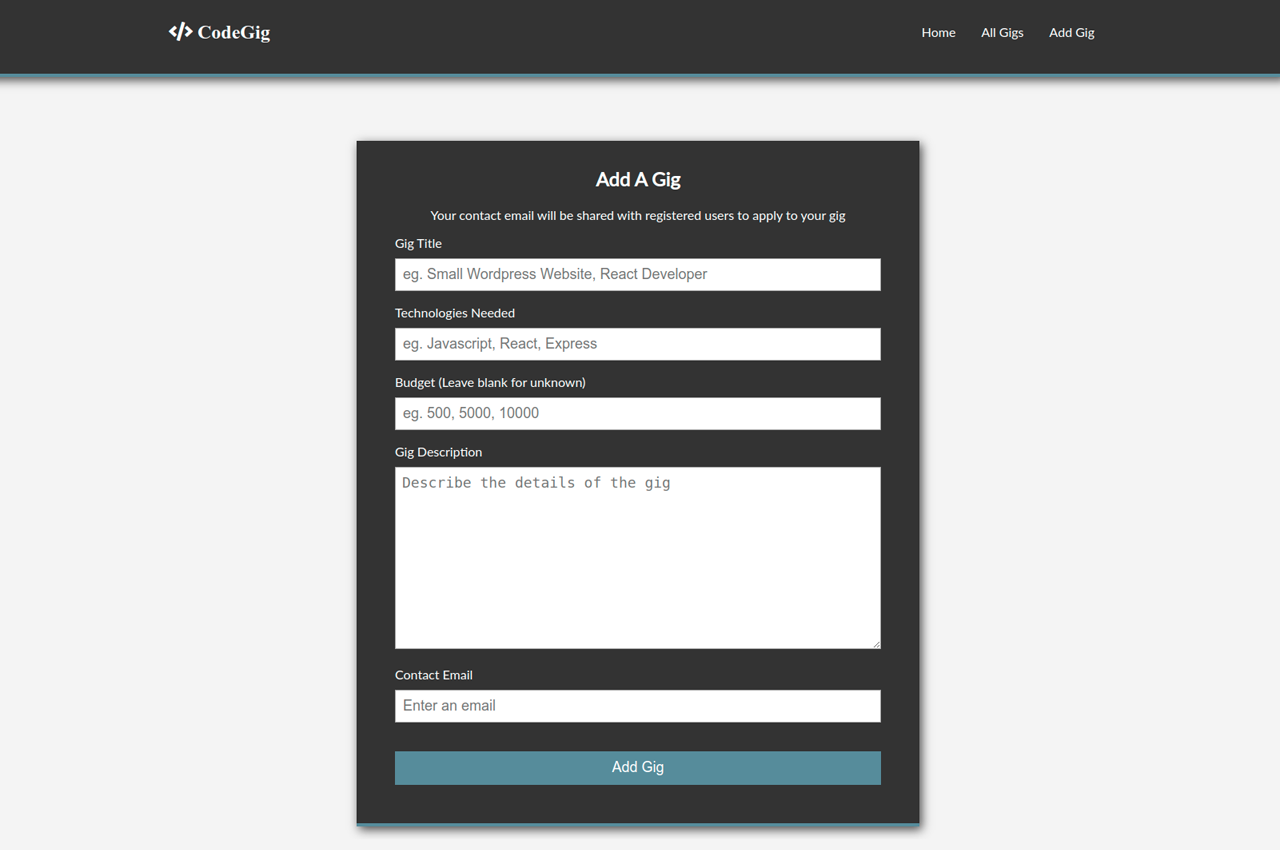 CodeGig
Home All Gigs Add Gig
Add A Gig
Your contact email will be shared with registered users to apply to your gig
Gig Title
eg. Small Wordpress Website, React Developer
Technologies Needed
eg. Javascript, React, Express
Budget (Leave blank for unknown)
eg. 500, 5000, 10000
Gig Description
Describe the details of the gig
Contact Email
Enter an email
Add Gig